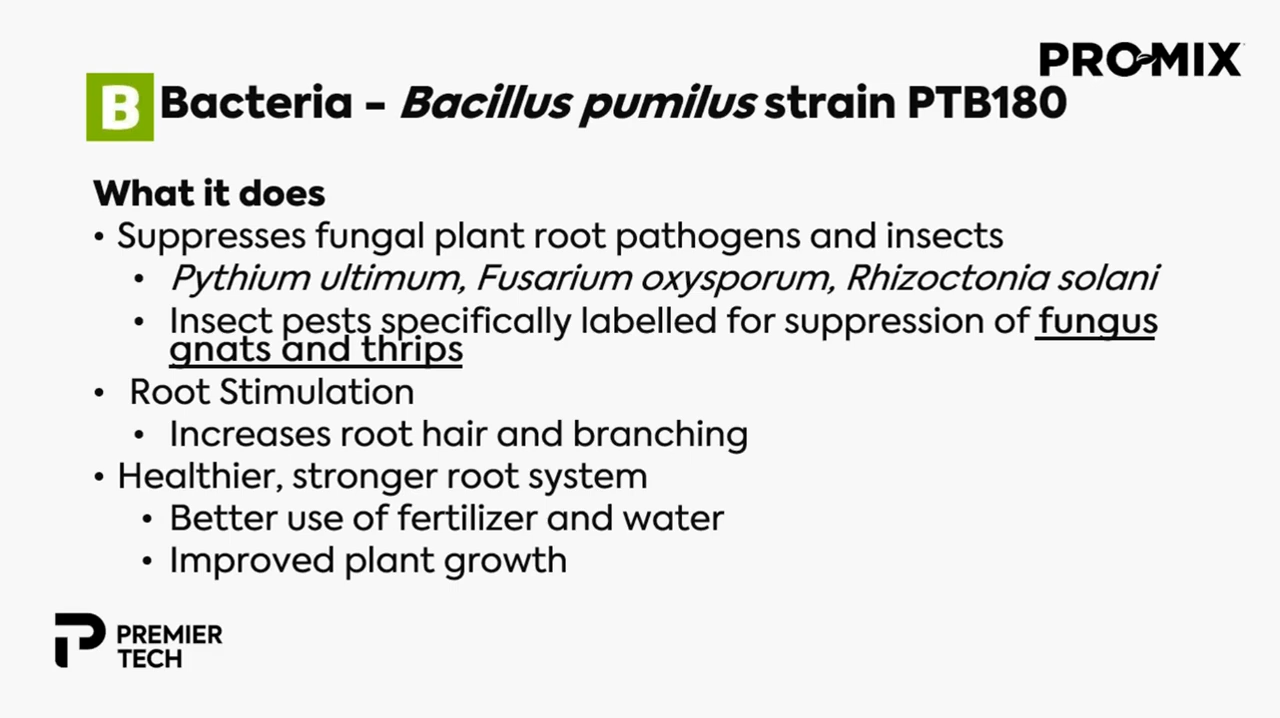 PRO-MIX
B Bacteria - Bacillus pumilus strain PTB180
What it does
• Suppresses fungal plant root pathogens and insects
• Pythium ultimum, Fusarium oxysporum, Rhizoctonia solani
• Insect pests specifically labelled for suppression of fungus
gnats and thrips
• Root Stimulation
• Increases root hair and branching
• Healthier, stronger root system
• Better use of fertilizer and water
• Improved plant growth
PREMIER
TECH